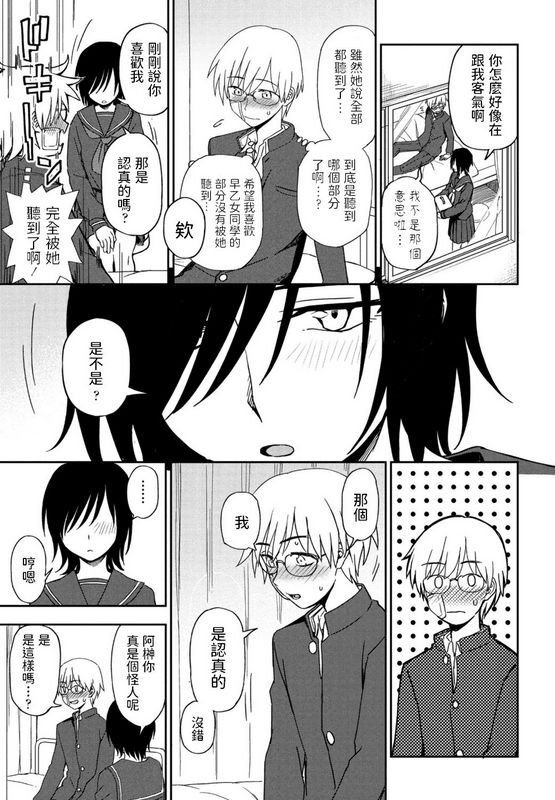 你怎麼好像在
跟我客氣啊…
我不是那個
意思啦…
雖然她說全部
都聽到了…
到底是聽到
哪個部分
了啊…？
希望我喜歡
早乙女同學的
部分沒有被她
聽到…
欸
剛剛說你
喜歡我
那是
認真的嗎？
ドキーン
完全被她
聽到了啊！
是不是？
那個
我
是認真的
沒錯
……
哼嗯
阿榊你
真是個怪人呢
是
是這樣嗎…？